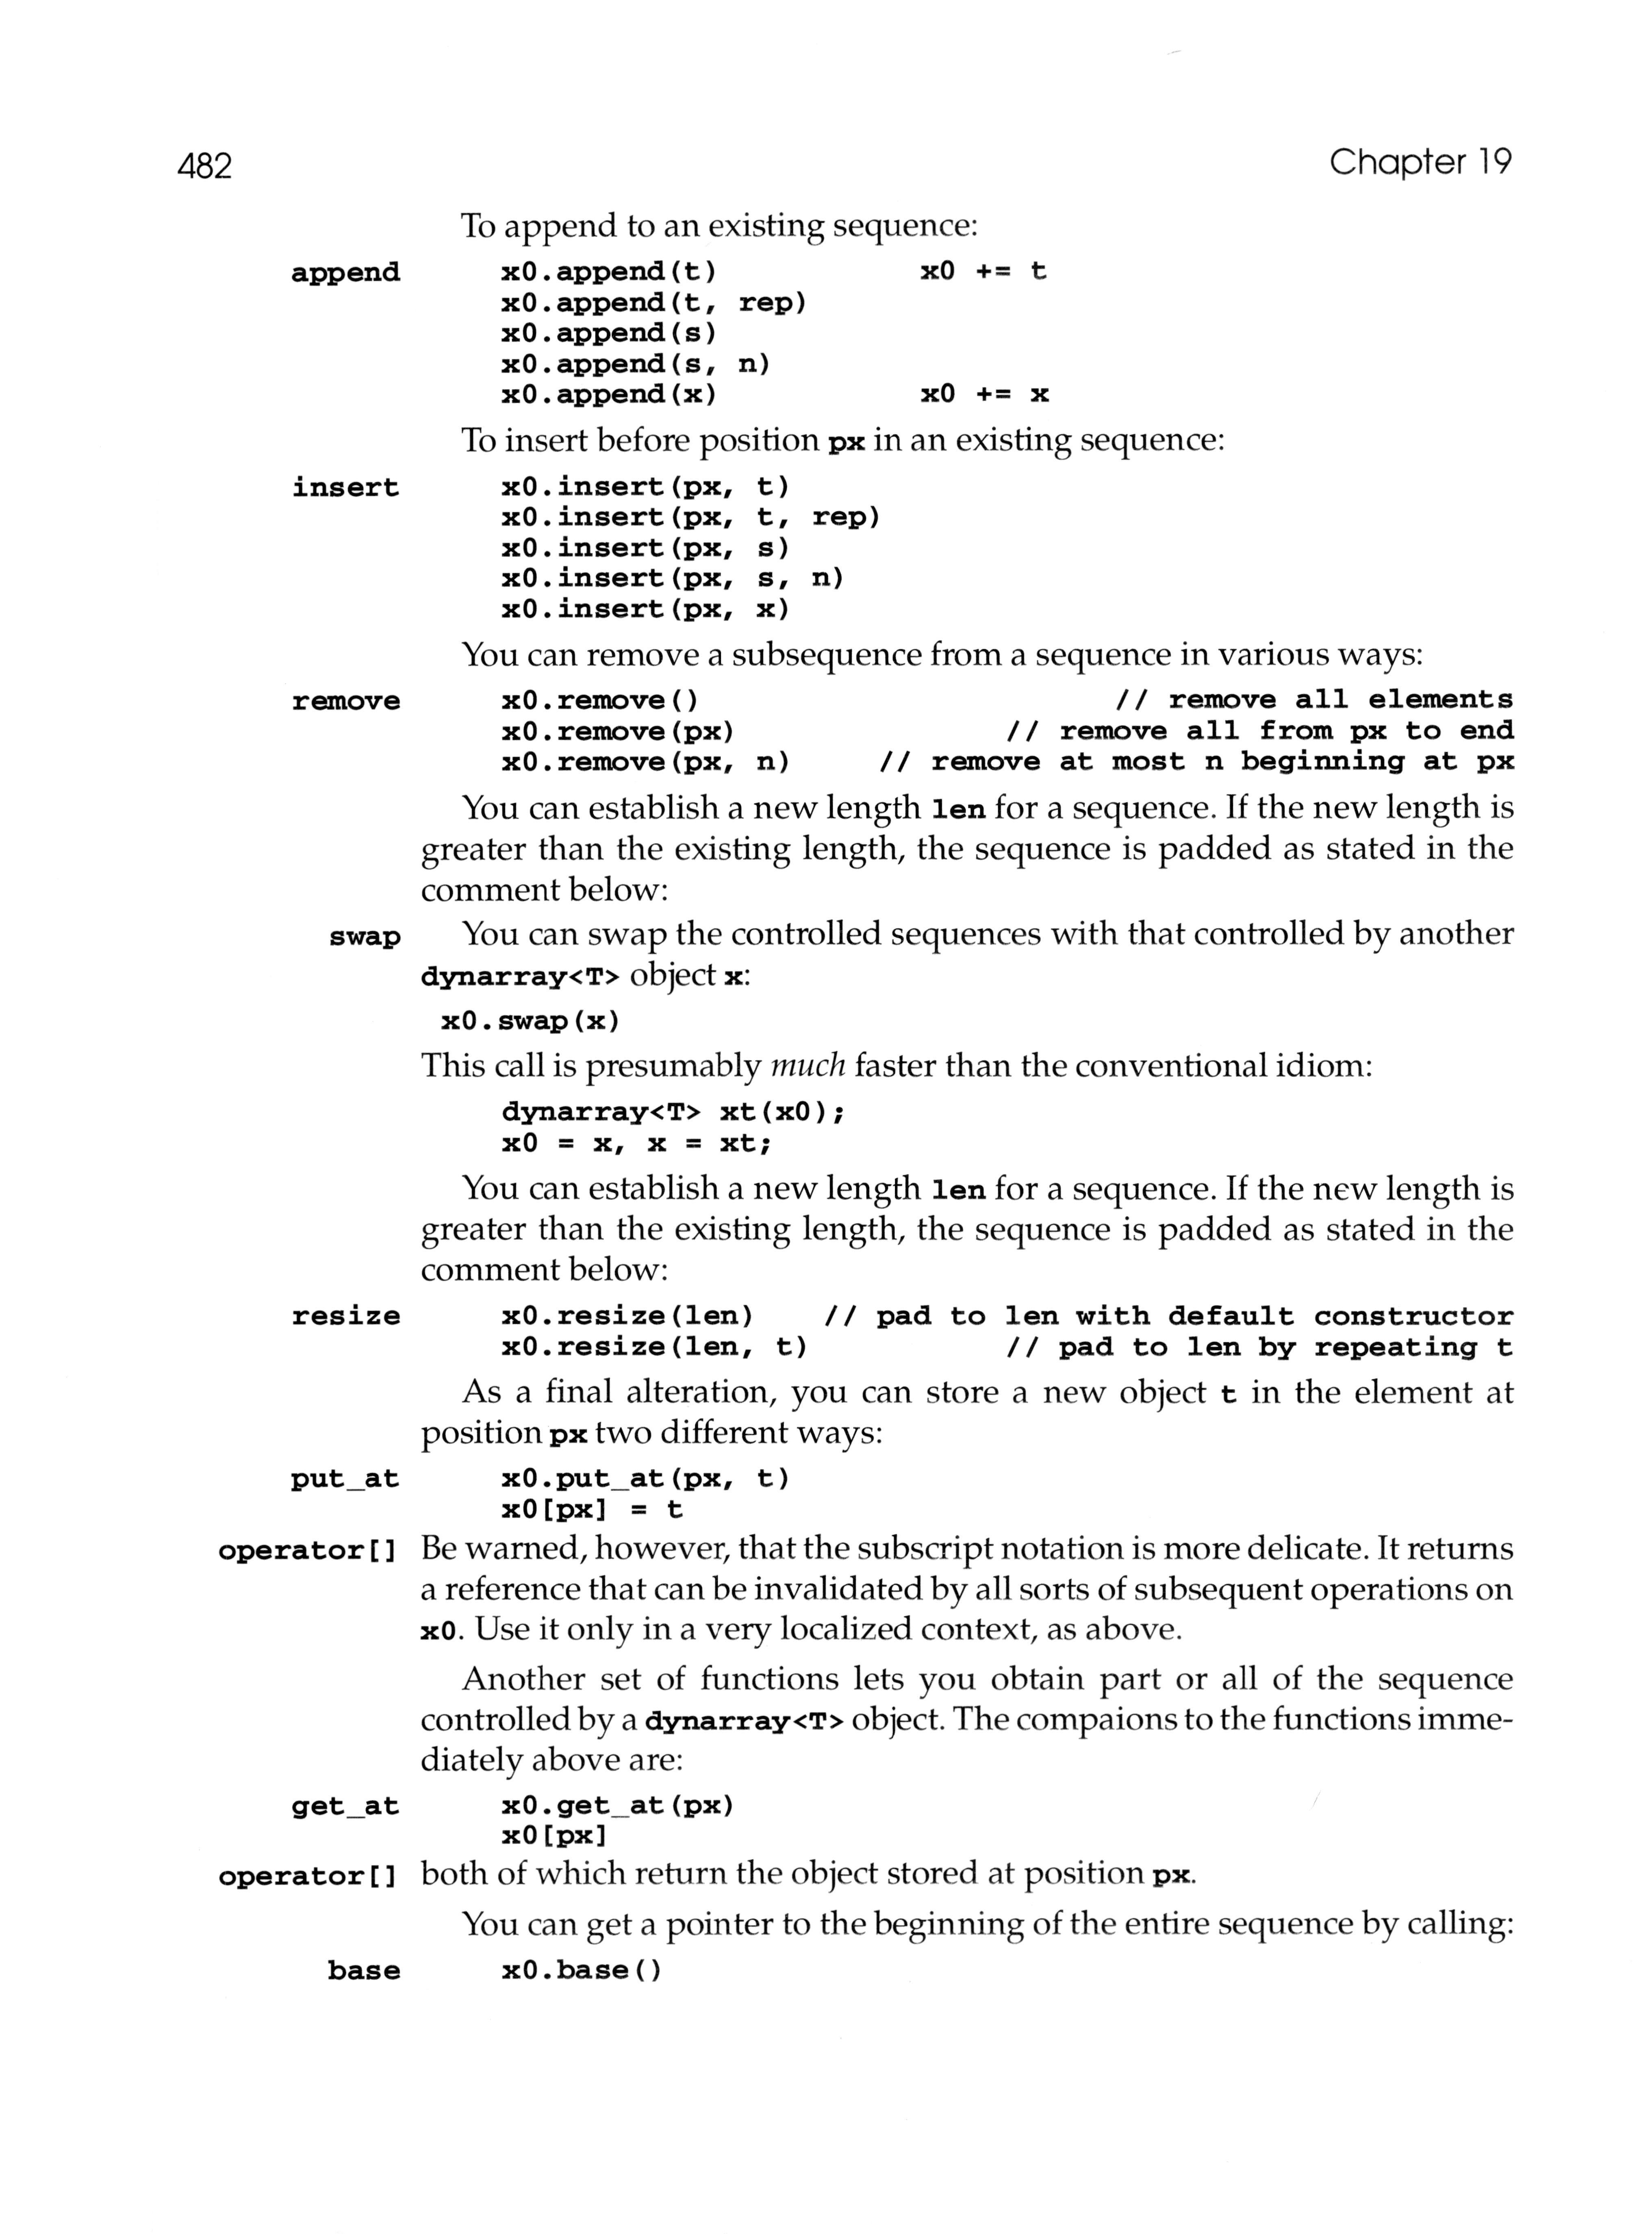 482 Chapter 19
To append to an existing sequence:
append x0.append(t) x0 += t
x0.append(t, rep)
x0.append(s)
x0.append(s, n)
x0.append(x) x0 += x
To insert before position px in an existing sequence:
insert x0.insert(px, t)
x0.insert(px, t, rep)
x0.insert(px, s)
x0.insert(px, s, n)
x0.insert(px, x)
You can remove a subsequence from a sequence in various ways:
remove x0.remove() // remove all elements
x0.remove(px) // remove all from px to end
x0.remove(px, n) // remove at most n beginning at px
You can establish a new length len for a sequence. If the new length is
greater than the existing length, the sequence is padded as stated in the
comment below:
swap You can swap the controlled sequences with that controlled by another
dynarray<T> object x:
x0.swap(x)
This call is presumably much faster than the conventional idiom:
dynarray<T> xt(x0);
x0 = x, x = xt;
You can establish a new length len for a sequence. If the new length is
greater than the existing length, the sequence is padded as stated in the
comment below:
resize x0.resize(len) // pad to len with default constructor
x0.resize(len, t) // pad to len by repeating t
As a final alteration, you can store a new object t in the element at
position px two different ways:
put_at x0.put_at(px, t)
x0[px] = t
operator[] Be warned, however, that the subscript notation is more delicate. It returns
a reference that can be invalidated by all sorts of subsequent operations on
x0. Use it only in a very localized context, as above.
Another set of functions lets you obtain part or all of the sequence
controlled by a dynarray<T> object. The compaions to the functions imme-
diately above are:
get_at x0.get_at(px)
x0[px]
operator[] both of which return the object stored at position px.
You can get a pointer to the beginning of the entire sequence by calling:
base x0.base()